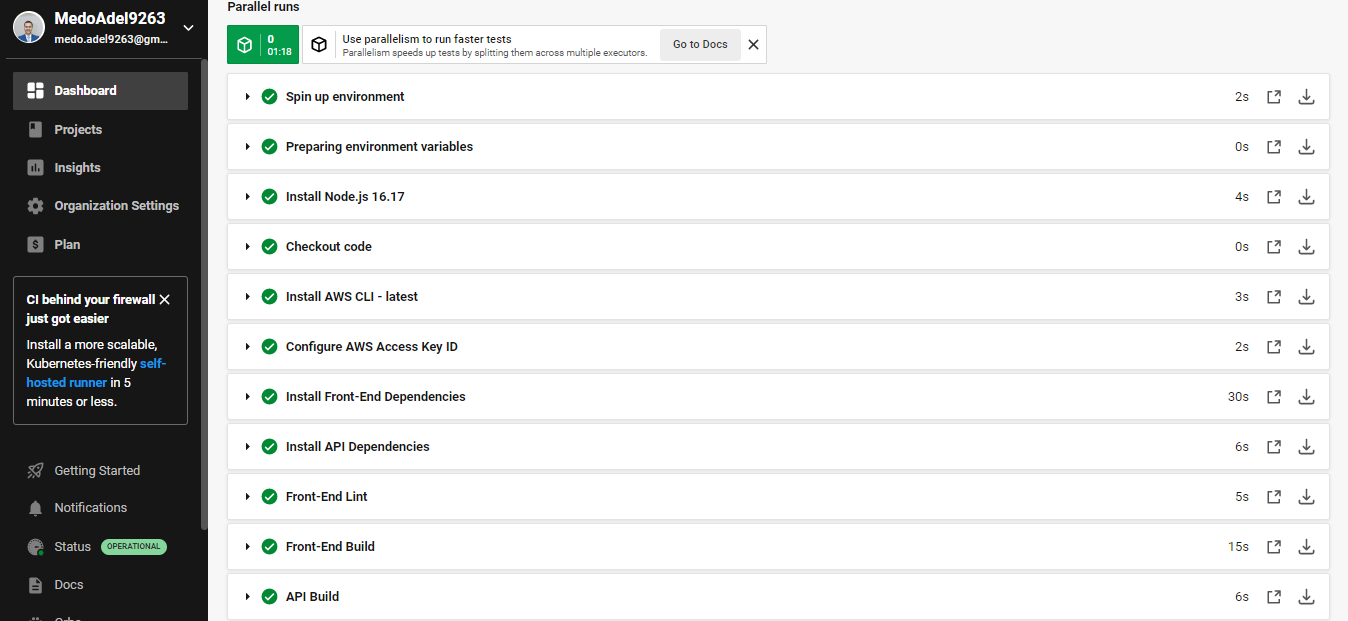 MedoAdel9263
medo.adel9263@gm...
Dashboard
Projects
Insights
Organization Settings
$ Plan
CI behind your firewall
just got easier
Install a more scalable,
Kubernetes-friendly self-
hosted runner in 5
minutes or less.
Getting Started
Notifications
Status OPERATIONAL
Docs
Parallel runs
0
01:18
Use parallelism to run faster tests
Parallelism speeds up tests by splitting them across multiple executors.
Go to Docs
Spin up environment 2s
Preparing environment variables 0s
Install Node.js 16.17 4s
Checkout code 0s
Install AWS CLI - latest 3s
Configure AWS Access Key ID 2s
Install Front-End Dependencies 30s
Install API Dependencies 6s
Front-End Lint 5s
Front-End Build 15s
API Build 6s